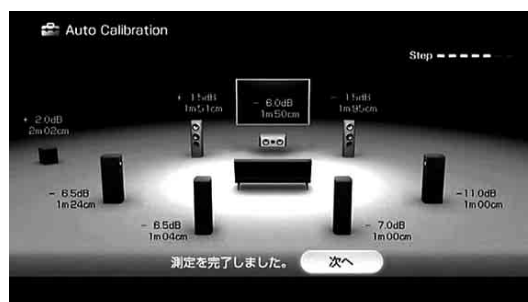 Auto Calibration
Step
+ 1.5dB
1m51cm
- 6.0dB
1m50cm
- 1.5dB
1m95cm
+ 2.0dB
2m02cm
- 6.5dB
1m24cm
- 6.5dB
1m04cm
- 7.0dB
1m00cm
-11.0dB
1m00cm
測定を完了しました。
次へ